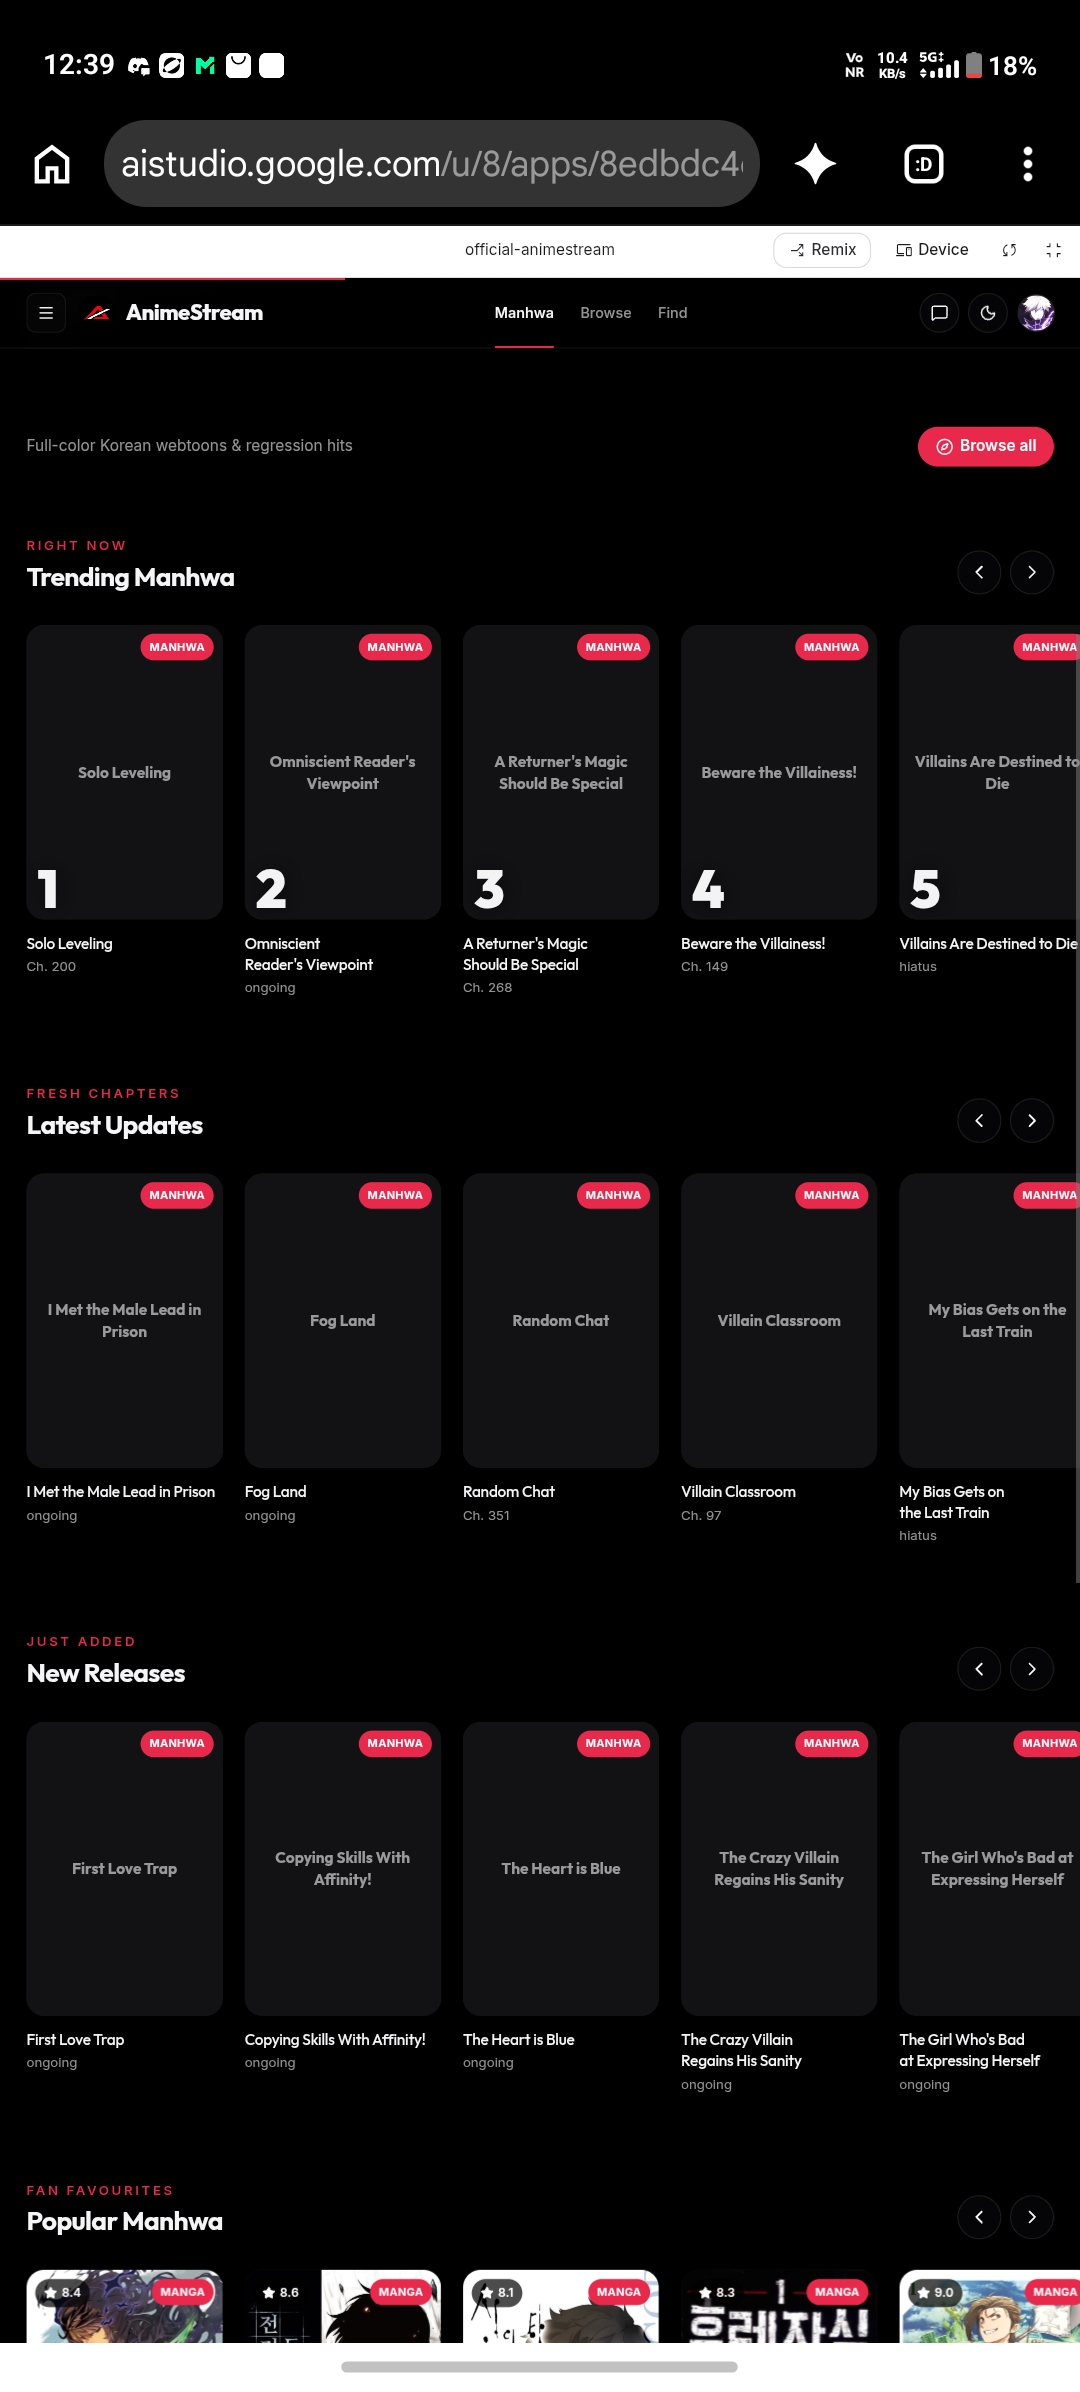 12:39
Vo
NR
10.4
KB/s
5G
18%
aistudio.google.com/u/8/apps/8edbdc4
:D
official-animestream
Remix
Device
AnimeStream
Manhwa
Browse
Find
Full-color Korean webtoons & regression hits
Browse all
RIGHT NOW
Trending Manhwa
MANHWA
MANHWA
MANHWA
MANHWA
MANHWA
Solo Leveling
Omniscient Reader's
Viewpoint
A Returner's Magic
Should Be Special
Beware the Villainess!
Villains Are Destined to
Die
1
2
3
4
5
Solo Leveling
Ch. 200
Omniscient
Reader's Viewpoint
ongoing
A Returner's Magic
Should Be Special
Ch. 268
Beware the Villainess!
Ch. 149
Villains Are Destined to Die
hiatus
FRESH CHAPTERS
Latest Updates
MANHWA
MANHWA
MANHWA
MANHWA
MANHWA
I Met the Male Lead in
Prison
Fog Land
Random Chat
Villain Classroom
My Bias Gets on the
Last Train
I Met the Male Lead in Prison
ongoing
Fog Land
ongoing
Random Chat
Ch. 351
Villain Classroom
Ch. 97
My Bias Gets on
the Last Train
hiatus
JUST ADDED
New Releases
MANHWA
MANHWA
MANHWA
MANHWA
MANHWA
First Love Trap
Copying Skills With
Affinity!
The Heart is Blue
The Crazy Villain
Regains His Sanity
The Girl Who's Bad at
Expressing Herself
First Love Trap
ongoing
Copying Skills With Affinity!
ongoing
The Heart is Blue
ongoing
The Crazy Villain
Regains His Sanity
ongoing
The Girl Who's Bad
at Expressing Herself
ongoing
FAN FAVOURITES
Popular Manhwa
8.4
MANGA
8.6
MANGA
8.1
MANGA
8.3
MANGA
9.0
MANGA
전